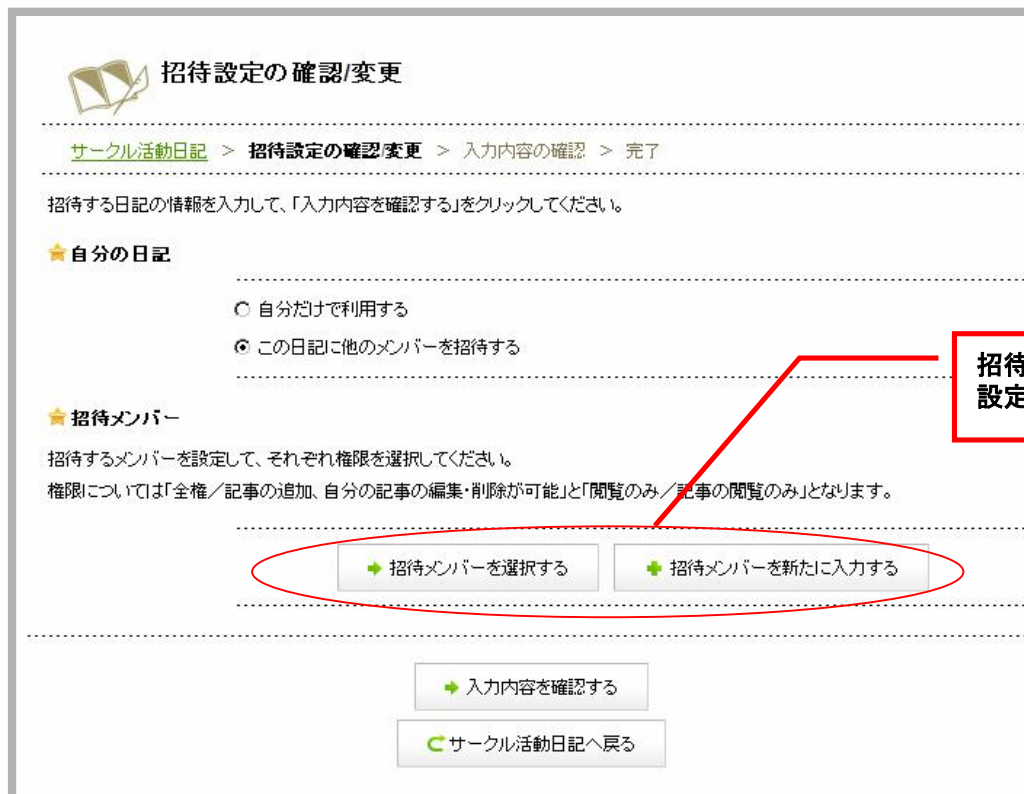 招待設定の確認/変更
サークル活動日記 > 招待設定の確認/変更 > 入力内容の確認 > 完了
招待する日記の情報を入力して、「入力内容を確認する」をクリックしてください。
自分の日記
自分だけで利用する
この日記に他のメンバーを招待する
招待
設定
招待メンバー
招待するメンバーを設定して、それぞれ権限を選択してください。
権限については「全権／記事の追加、自分の記事の編集・削除が可能」と「閲覧のみ／記事の閲覧のみ」となります。
招待メンバーを選択する
招待メンバーを新たに入力する
入力内容を確認する
サークル活動日記へ戻る